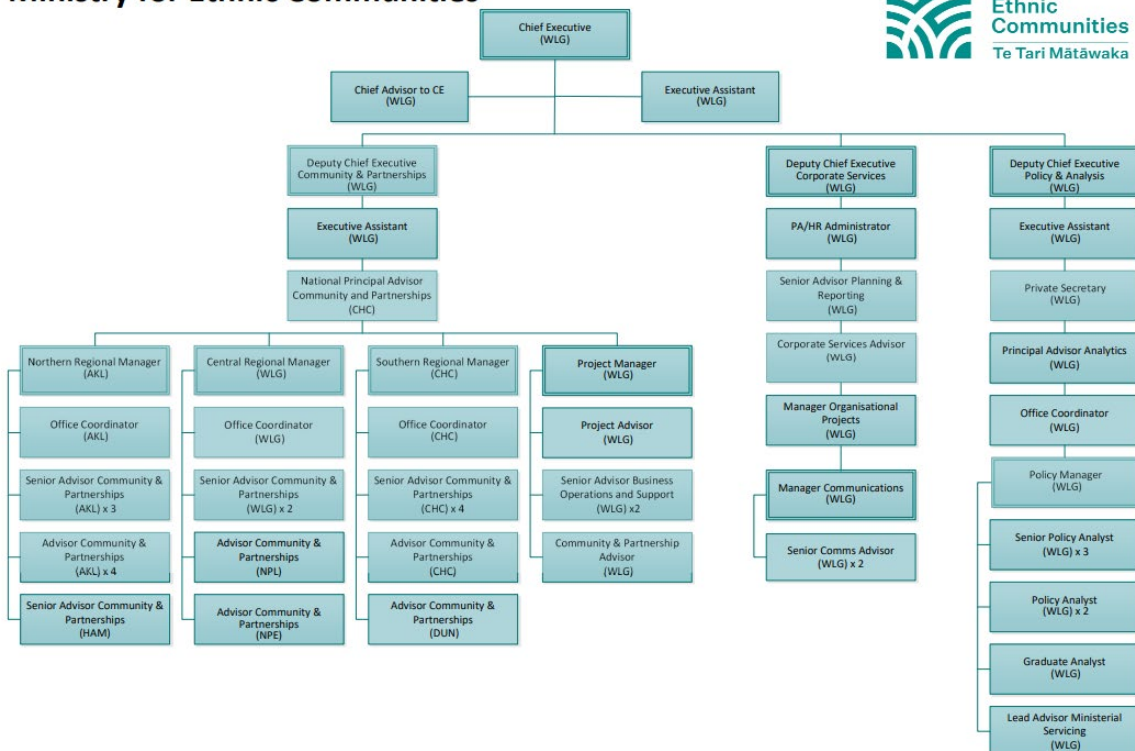 Ministry for Ethnic Communities
Ethnic
Communities
Te Tari Mātāwaka
Chief Executive
(WLG)
Chief Advisor to CE
(WLG)
Executive Assistant
(WLG)
Deputy Chief Executive
Community & Partnerships
(WLG)
Executive Assistant
(WLG)
National Principal Advisor
Community and Partnerships
(CHC)
Northern Regional Manager
(AKL)
Office Coordinator
(AKL)
Senior Advisor Community &
Partnerships
(AKL) x 3
Advisor Community &
Partnerships
(AKL) x 4
Senior Advisor Community &
Partnerships
(HAM)
Central Regional Manager
(WLG)
Office Coordinator
(WLG)
Senior Advisor Community &
Partnerships
(WLG) x 2
Advisor Community &
Partnerships
(NPL)
Advisor Community &
Partnerships
(NPE)
Southern Regional Manager
(CHC)
Office Coordinator
(CHC)
Senior Advisor Community &
Partnerships
(CHC) x 4
Advisor Community &
Partnerships
(CHC)
Advisor Community &
Partnerships
(DUN)
Project Manager
(WLG)
Project Advisor
(WLG)
Senior Advisor Business
Operations and Support
(WLG) x2
Community & Partnership
Advisor
(WLG)
Deputy Chief Executive
Corporate Services
(WLG)
PA/HR Administrator
(WLG)
Senior Advisor Planning &
Reporting
(WLG)
Corporate Services Advisor
(WLG)
Manager Organisational
Projects
(WLG)
Manager Communications
(WLG)
Senior Comms Advisor
(WLG) x 2
Deputy Chief Executive
Policy & Analysis
(WLG)
Executive Assistant
(WLG)
Private Secretary
(WLG)
Principal Advisor Analytics
(WLG)
Office Coordinator
(WLG)
Policy Manager
(WLG)
Senior Policy Analyst
(WLG) x 3
Policy Analyst
(WLG) x 2
Graduate Analyst
(WLG)
Lead Advisor Ministerial
Servicing
(WLG)